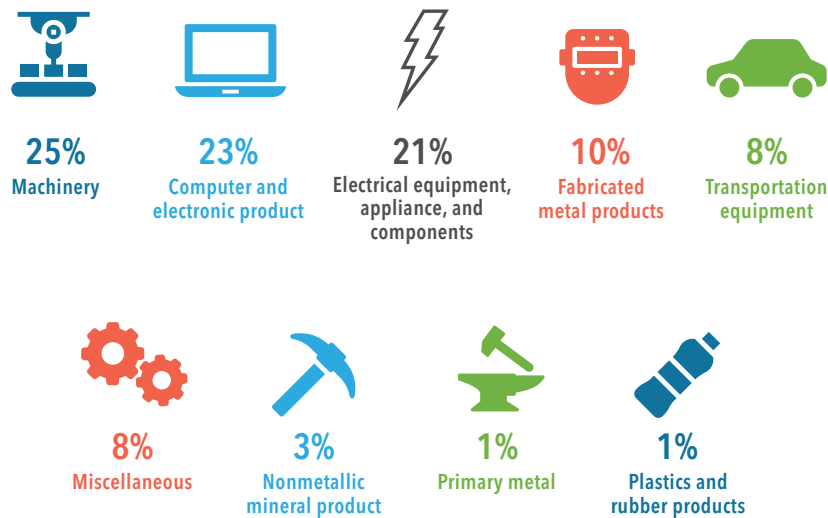 25%
Machinery
23%
Computer and
electronic product
21%
Electrical equipment,
appliance, and
components
10%
Fabricated
metal products
8%
Transportation
equipment
8%
Miscellaneous
3%
Nonmetallic
mineral product
1%
Primary metal
1%
Plastics and
rubber products